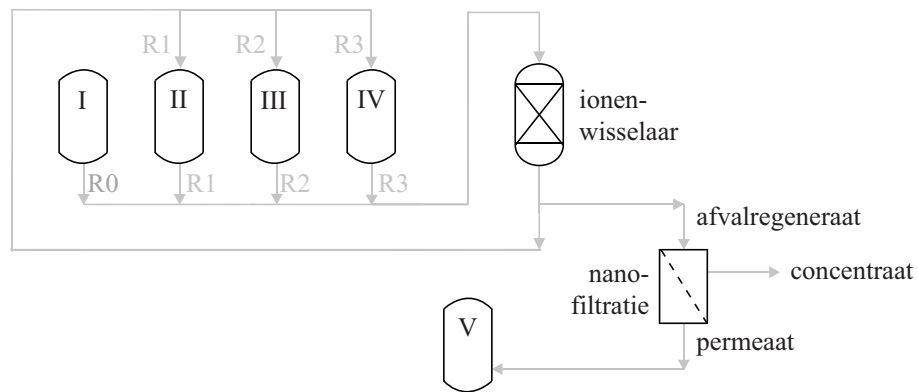 R1
R2
R3
I
II
III
IV
ionen-
wisselaar
R0
R1
R2
R3
afvalregeneraat
nano-
filtratie
concentraat
V
permeaat